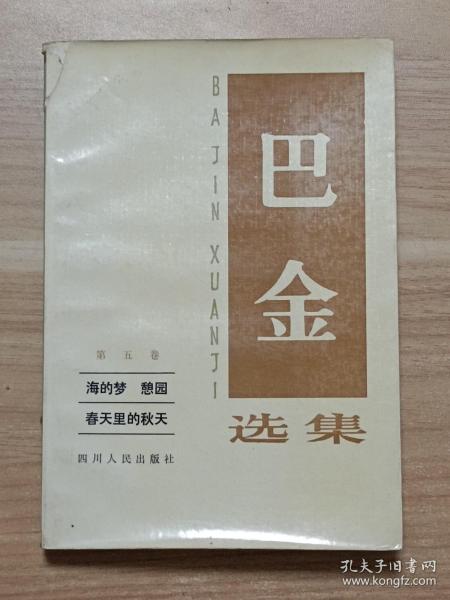 巴金
选集
BA JIN XUANJI
第五卷
海的梦 憩园
春天里的秋天
四川人民出版社
孔夫子旧书网
www.kongfz.com